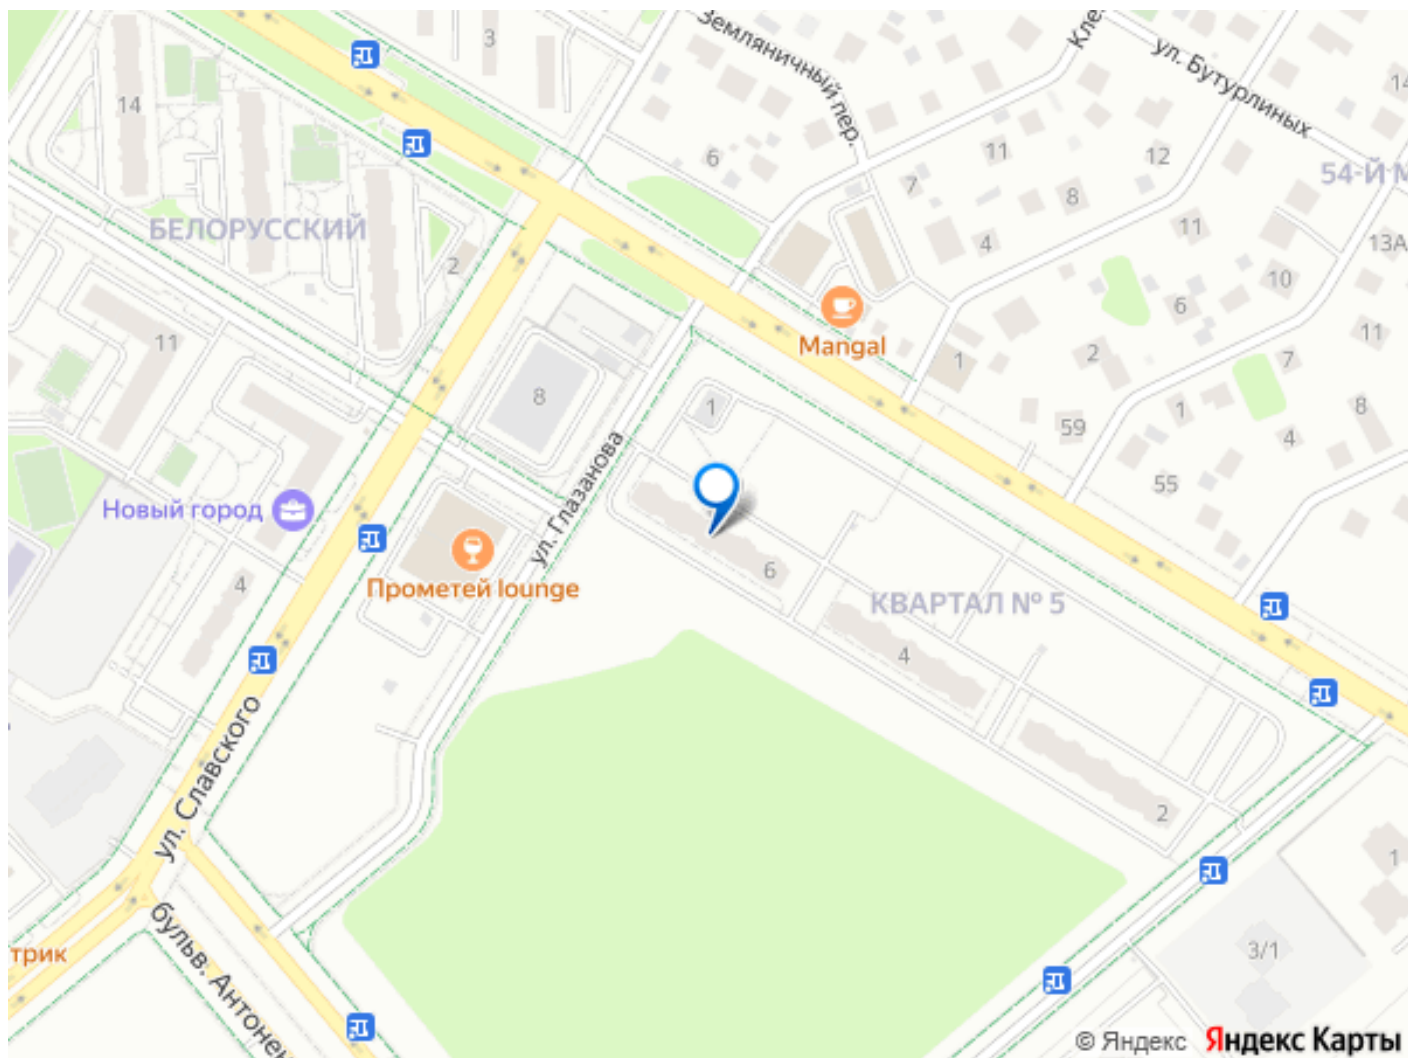 3
Земляничный пер.
ул. Бутурлиных
14
14
6
11
12
54-Й М
7
8
БЕЛОРУССКИЙ
11
13А
4
2
10
6
Mangal
11
11
1
2
7
8
8
1
59
1
4
ул. Глазанова
55
Новый город
Прометей lounge
6
4
КВАРТАЛ № 5
4
ул. Славского
2
1
бульв. Антонен
трик
3/1
© Яндекс Яндекс Карты